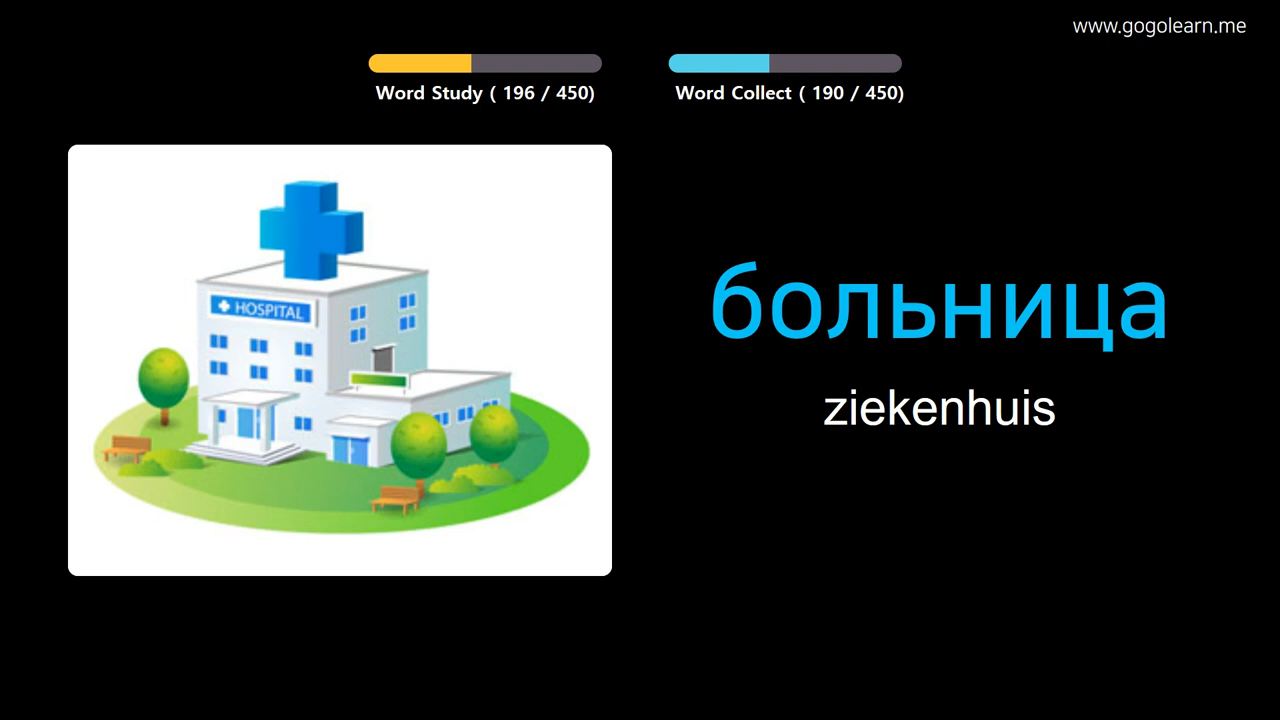 www.gogolearn.me
Word Study ( 196 / 450)
Word Collect ( 190 / 450)
HOSPITAL
больница
ziekenhuis